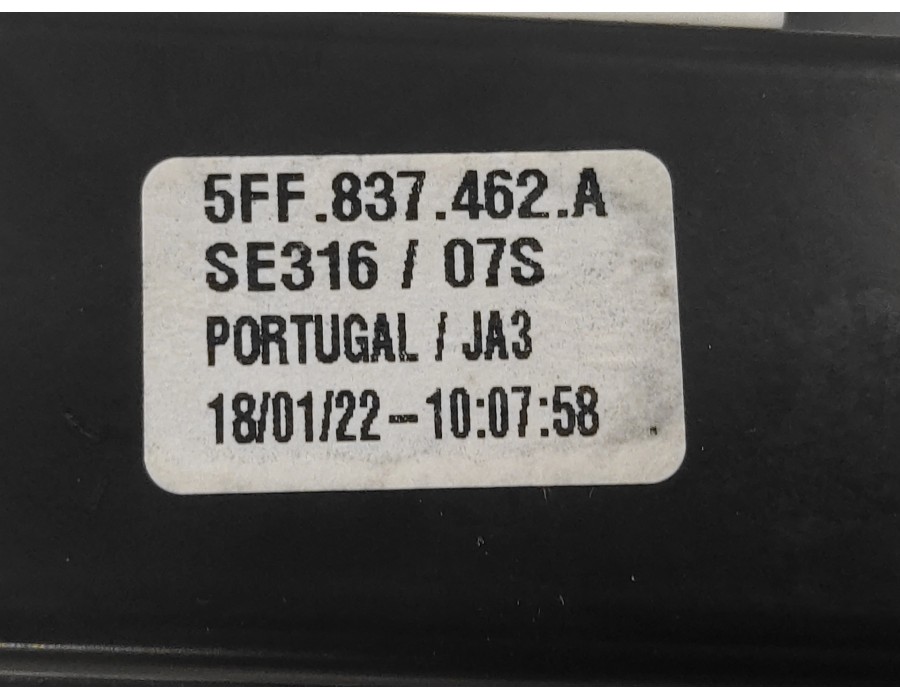 5FF.837.462.A
SE316 / 07S
PORTUGAL / JA3
18/01/22-10:07:58